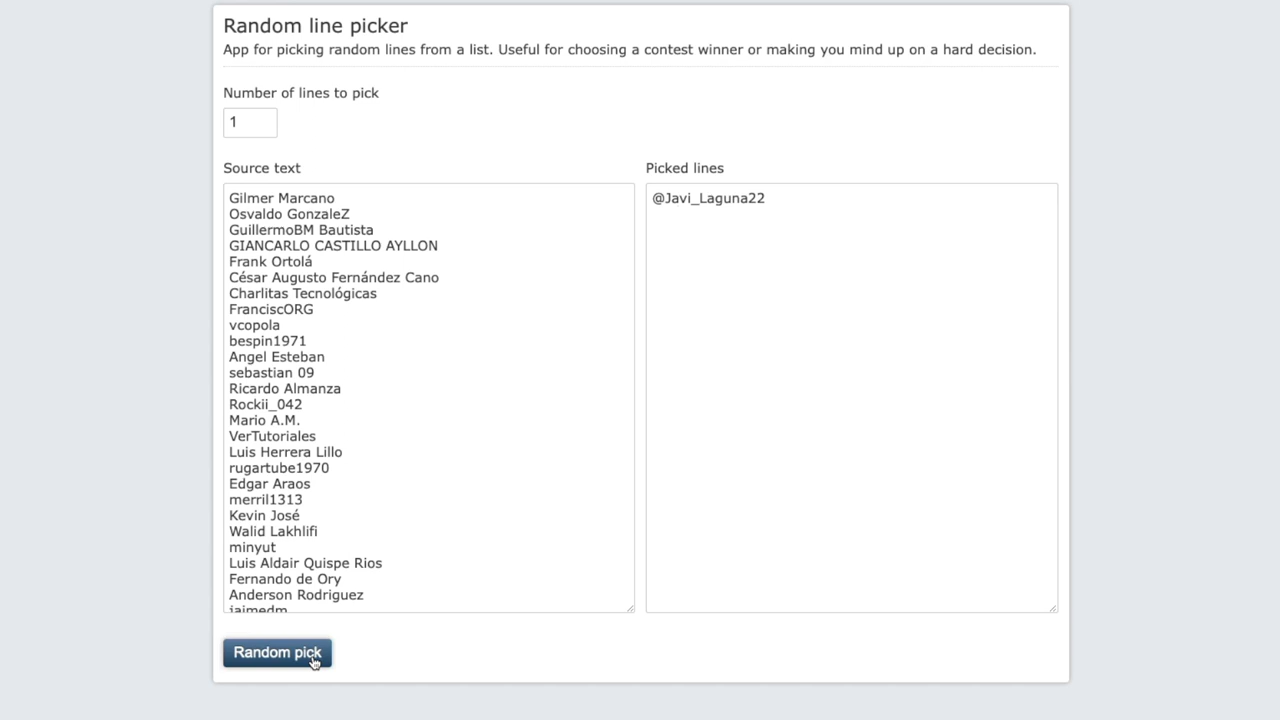 Random line picker
App for picking random lines from a list. Useful for choosing a contest winner or making you mind up on a hard decision.
Number of lines to pick
1
Source text
Gilmer Marcano
Osvaldo GonzaleZ
GuillermoBM Bautista
GIANCARLO CASTILLO AYLLON
Frank Ortolá
César Augusto Fernández Cano
Charlitas Tecnológicas
FranciscORG
vcopola
bespin1971
Angel Esteban
sebastian 09
Ricardo Almanza
Rockii_042
Mario A.M.
VerTutoriales
Luis Herrera Lillo
rugartube1970
Edgar Araos
merril1313
Kevin José
Walid Lakhlifi
minyut
Luis Aldair Quispe Rios
Fernando de Ory
Anderson Rodriguez
jaimedm
Picked lines
@Javi_Laguna22
Random pick